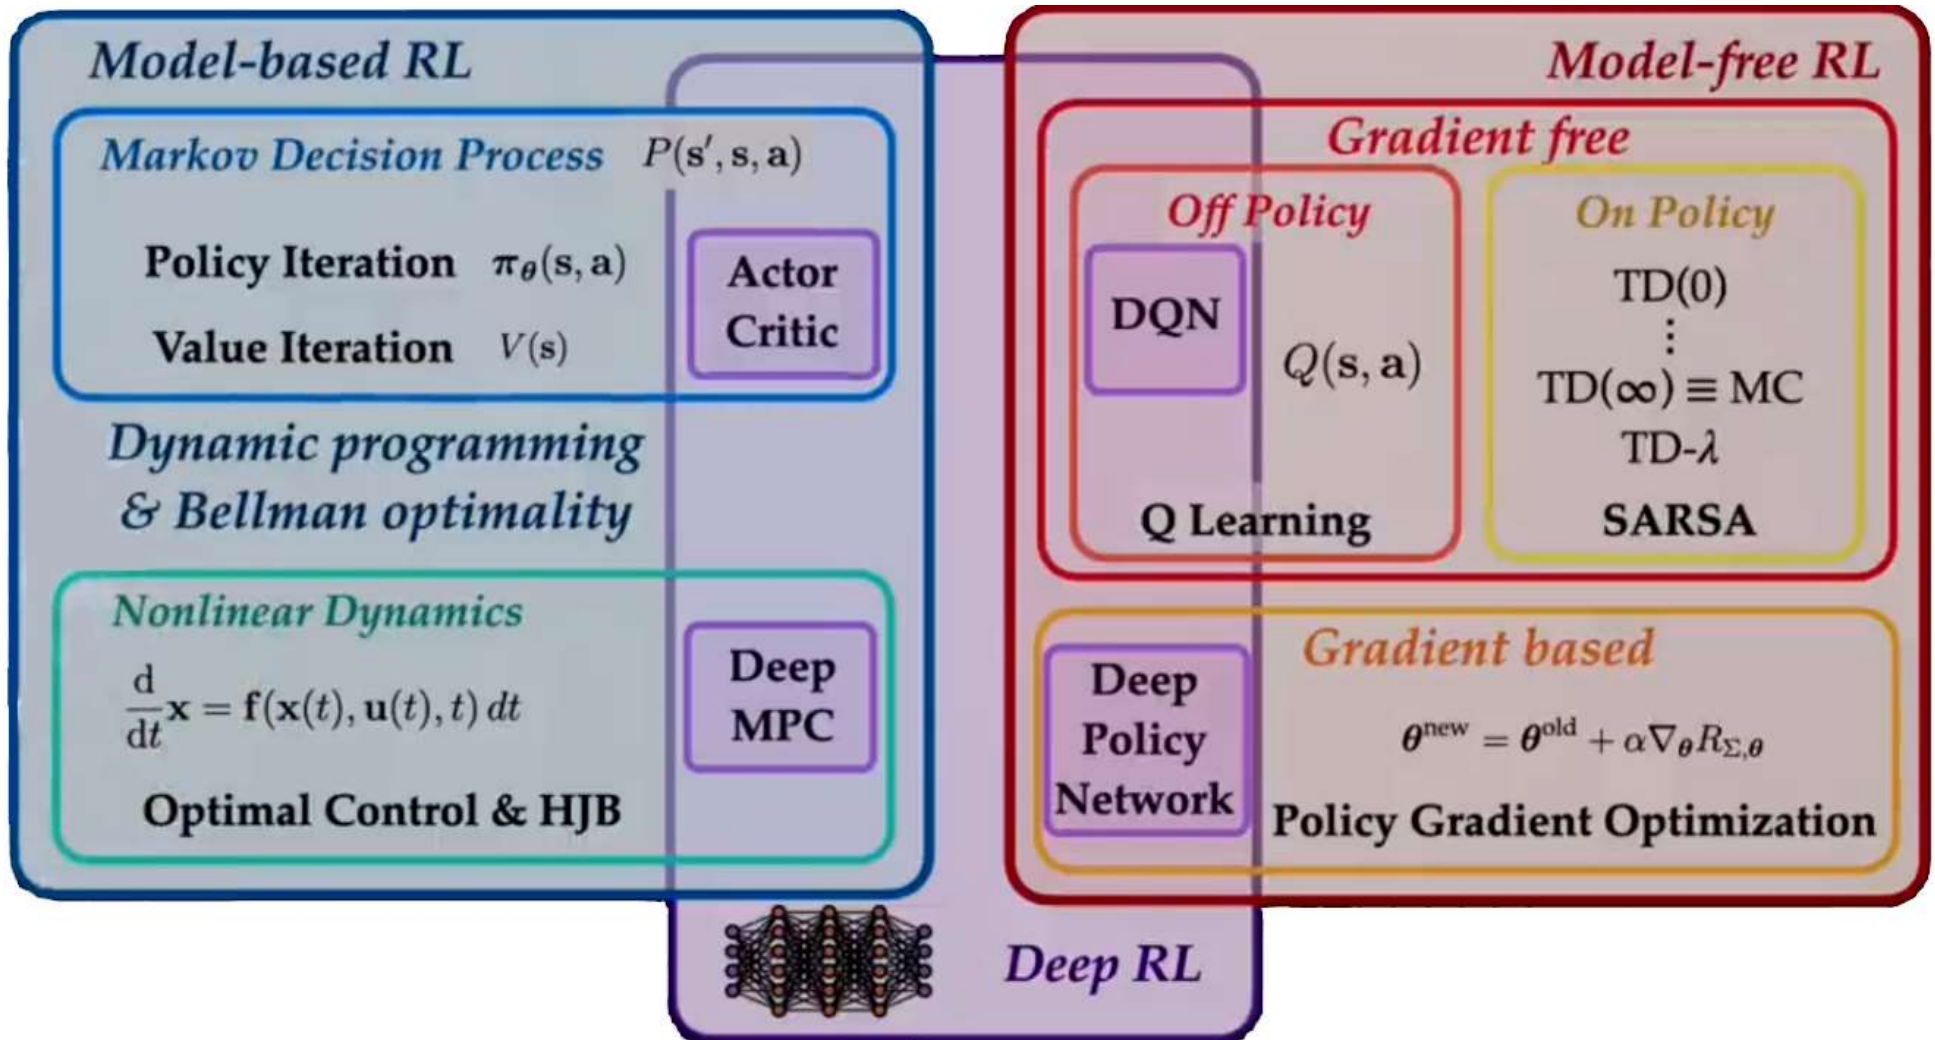 Model-based RL
Markov Decision Process P(s′, s, a)
Policy Iteration π_θ(s, a)
Value Iteration V(s)
Actor
Critic
Dynamic programming
& Bellman optimality
Nonlinear Dynamics
d/dt x = f(x(t), u(t), t) dt
Optimal Control & HJB
Deep
MPC
Model-free RL
Gradient free
Off Policy
DQN
Q(s, a)
Q Learning
On Policy
TD(0)
⋮
TD(∞) ≡ MC
TD-λ
SARSA
Gradient based
Deep
Policy
Network
θ^new = θ^old + α∇_θ R_Σ,θ
Policy Gradient Optimization
Deep RL